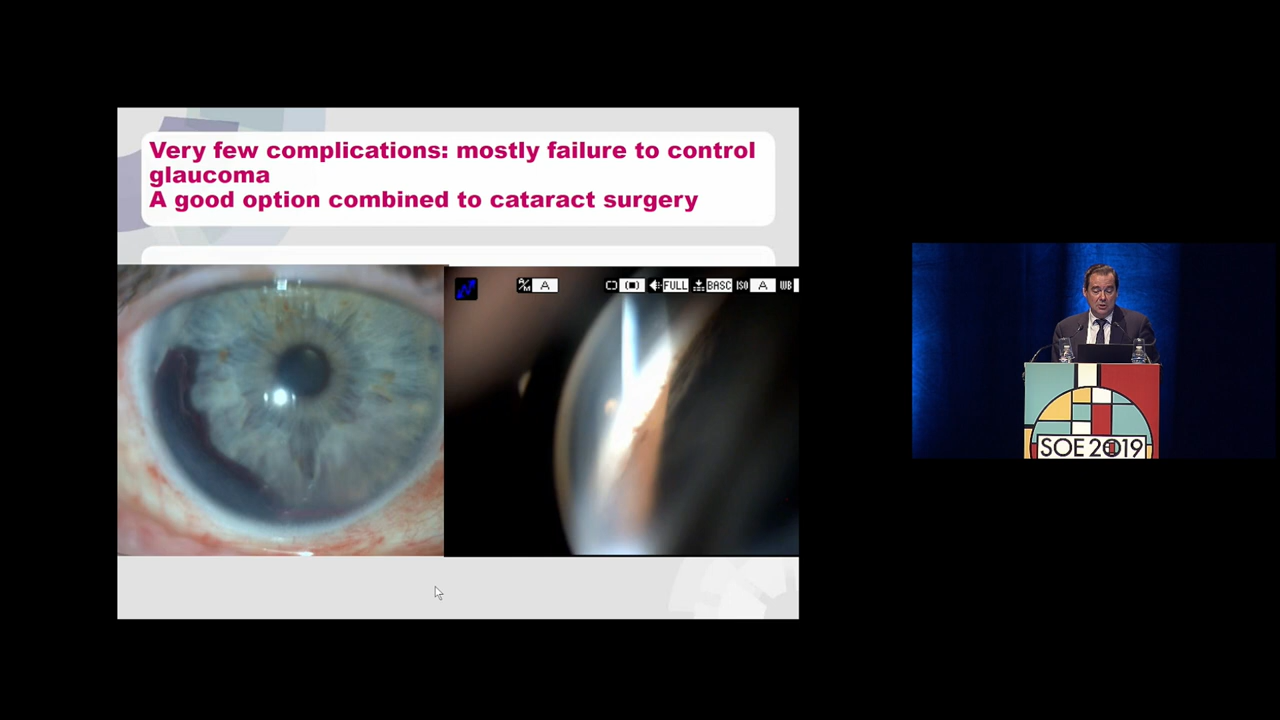 Very few complications: mostly failure to control
glaucoma
A good option combined to cataract surgery
A/M A FULL BASC ISO A WB
SOE 2019